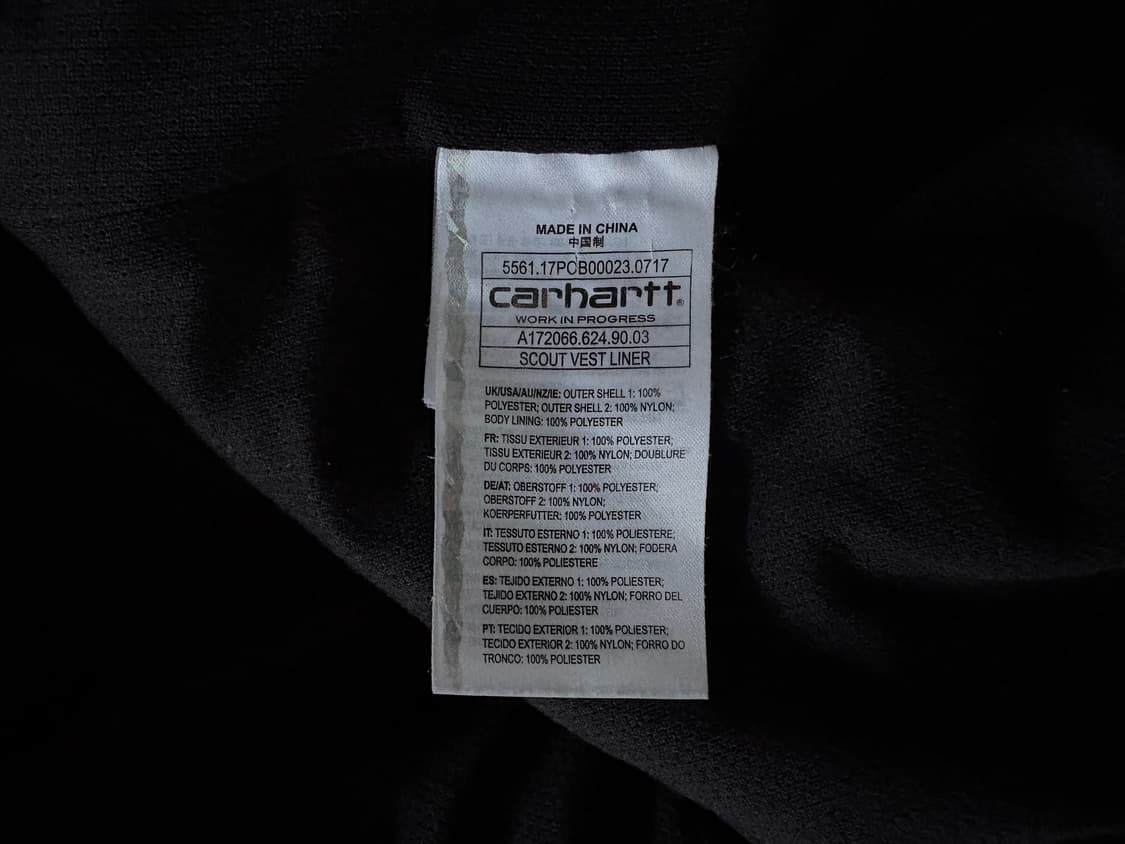 MADE IN CHINA
中国制
5561.17PCB00023.0717
carhartt®
WORK IN PROGRESS
A172066.624.90.03
SCOUT VEST LINER
UK/USA/AU/NZ/IE: OUTER SHELL 1: 100%
POLYESTER; OUTER SHELL 2: 100% NYLON;
BODY LINING: 100% POLYESTER
FR: TISSU EXTERIEUR 1: 100% POLYESTER;
TISSU EXTERIEUR 2: 100% NYLON; DOUBLURE
DU CORPS: 100% POLYESTER
DE/AT: OBERSTOFF 1: 100% POLYESTER;
OBERSTOFF 2: 100% NYLON;
KOERPERFUTTER: 100% POLYESTER
IT: TESSUTO ESTERNO 1: 100% POLIESTERE;
TESSUTO ESTERNO 2: 100% NYLON; FODERA
CORPO: 100% POLIESTERE
ES: TEJIDO EXTERNO 1: 100% POLIESTER;
TEJIDO EXTERNO 2: 100% NYLON; FORRO DEL
CUERPO: 100% POLIESTER
PT: TECIDO EXTERIOR 1: 100% POLIESTER;
TECIDO EXTERIOR 2: 100% NYLON; FORRO DO
TRONCO: 100% POLIESTER